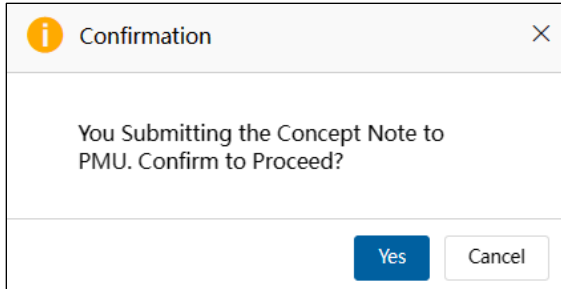 Confirmation
You Submitting the Concept Note to
PMU. Confirm to Proceed?
Yes
Cancel